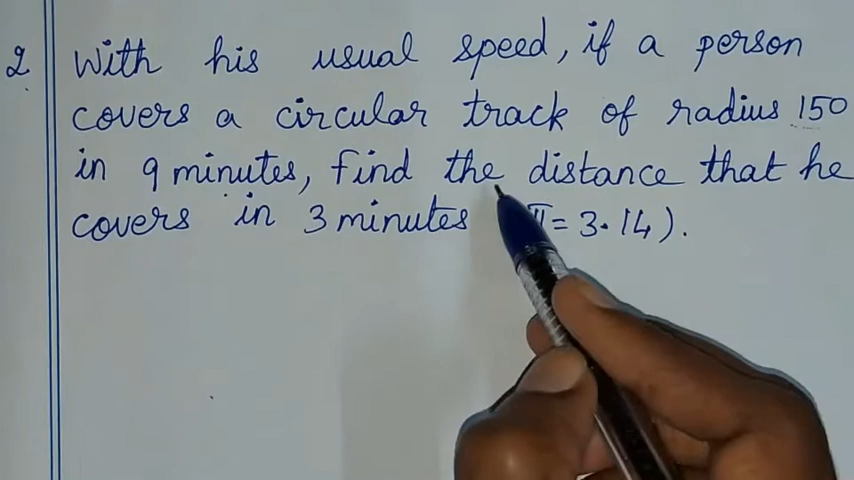 2. With his usual speed, if a person
covers a circular track of radius 150
in 9 minutes, find the distance that he
covers in 3 minutes π = 3.14).